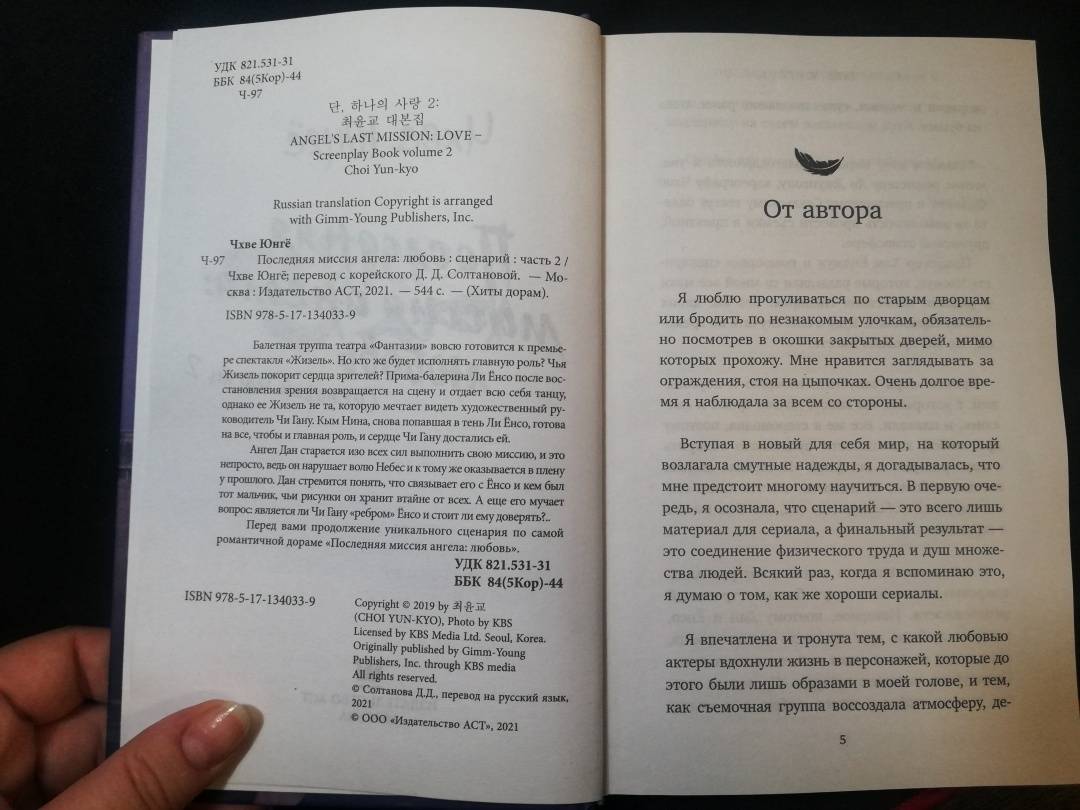 УДК 821.531-31
ББК 84(5Кор)-44
Ч-97
단, 하나의 사랑 2:
최윤교 대본집
ANGEL'S LAST MISSION: LOVE –
Screenplay Book volume 2
Choi Yun-kyo
Russian translation Copyright is arranged
with Gimm-Young Publishers, Inc.
Чхве Юнгё
Ч-97 Последняя миссия ангела: любовь : сценарий : часть 2 /
Чхве Юнгё; перевод с корейского Д. Д. Солтановой. — Мо-
сква : Издательство АСТ, 2021. — 544 с. — (Хиты дорам).
ISBN 978-5-17-134033-9
Балетная труппа театра «Фантазии» вовсю готовится к премье-
ре спектакля «Жизель». Но кто же будет исполнять главную роль? Чья
Жизель покорит сердца зрителей? Прима-балерина Ли Ёнсо после вос-
становления зрения возвращается на сцену и отдает всю себя танцу,
однако ее Жизель не та, которую мечтает видеть художественный ру-
ководитель Чи Гану. Кым Нина, снова попавшая в тень Ли Ёнсо, готова
на все, чтобы и главная роль, и сердце Чи Гану достались ей.
Ангел Дан старается изо всех сил выполнить свою миссию, и это
непросто, ведь он нарушает волю Небес и к тому же оказывается в плену
у прошлого. Дан стремится понять, что связывает его с Ёнсо и кем был
тот мальчик, чьи рисунки он хранит втайне от всех. А еще его мучает
вопрос: является ли Чи Гану «ребром» Ёнсо и стоит ли ему доверять?..
Перед вами продолжение уникального сценария по самой
романтичной дораме «Последняя миссия ангела: любовь».
УДК 821.531-31
ББК 84(5Кор)-44
ISBN 978-5-17-134033-9
Copyright © 2019 by 최윤교
(CHOI YUN-KYO), Photo by KBS
Licensed by KBS Media Ltd. Seoul, Korea.
Originally published by Gimm-Young
Publishers, Inc. through KBS media
All rights reserved.
© Солтанова Д.Д., перевод на русский язык,
2021
© ООО «Издательство АСТ», 2021
От автора
Я люблю прогуливаться по старым дворцам
или бродить по незнакомым улочкам, обязатель-
но посмотрев в окошки закрытых дверей, мимо
которых прохожу. Мне нравится заглядывать за
ограждения, стоя на цыпочках. Очень долгое вре-
мя я наблюдала за всем со стороны.
Вступая в новый для себя мир, на который
возлагала смутные надежды, я догадывалась, что
мне предстоит многому научиться. В первую оче-
редь, я осознала, что сценарий — это всего лишь
материал для сериала, а финальный результат —
это соединение физического труда и душ множе-
ства людей. Всякий раз, когда я вспоминаю это,
я думаю о том, как же хороши сериалы.
Я впечатлена и тронута тем, с какой любовью
актеры вдохнули жизнь в персонажей, которые до
этого были лишь образами в моей голове, и тем,
как съемочная группа воссоздала атмосферу, де-
5